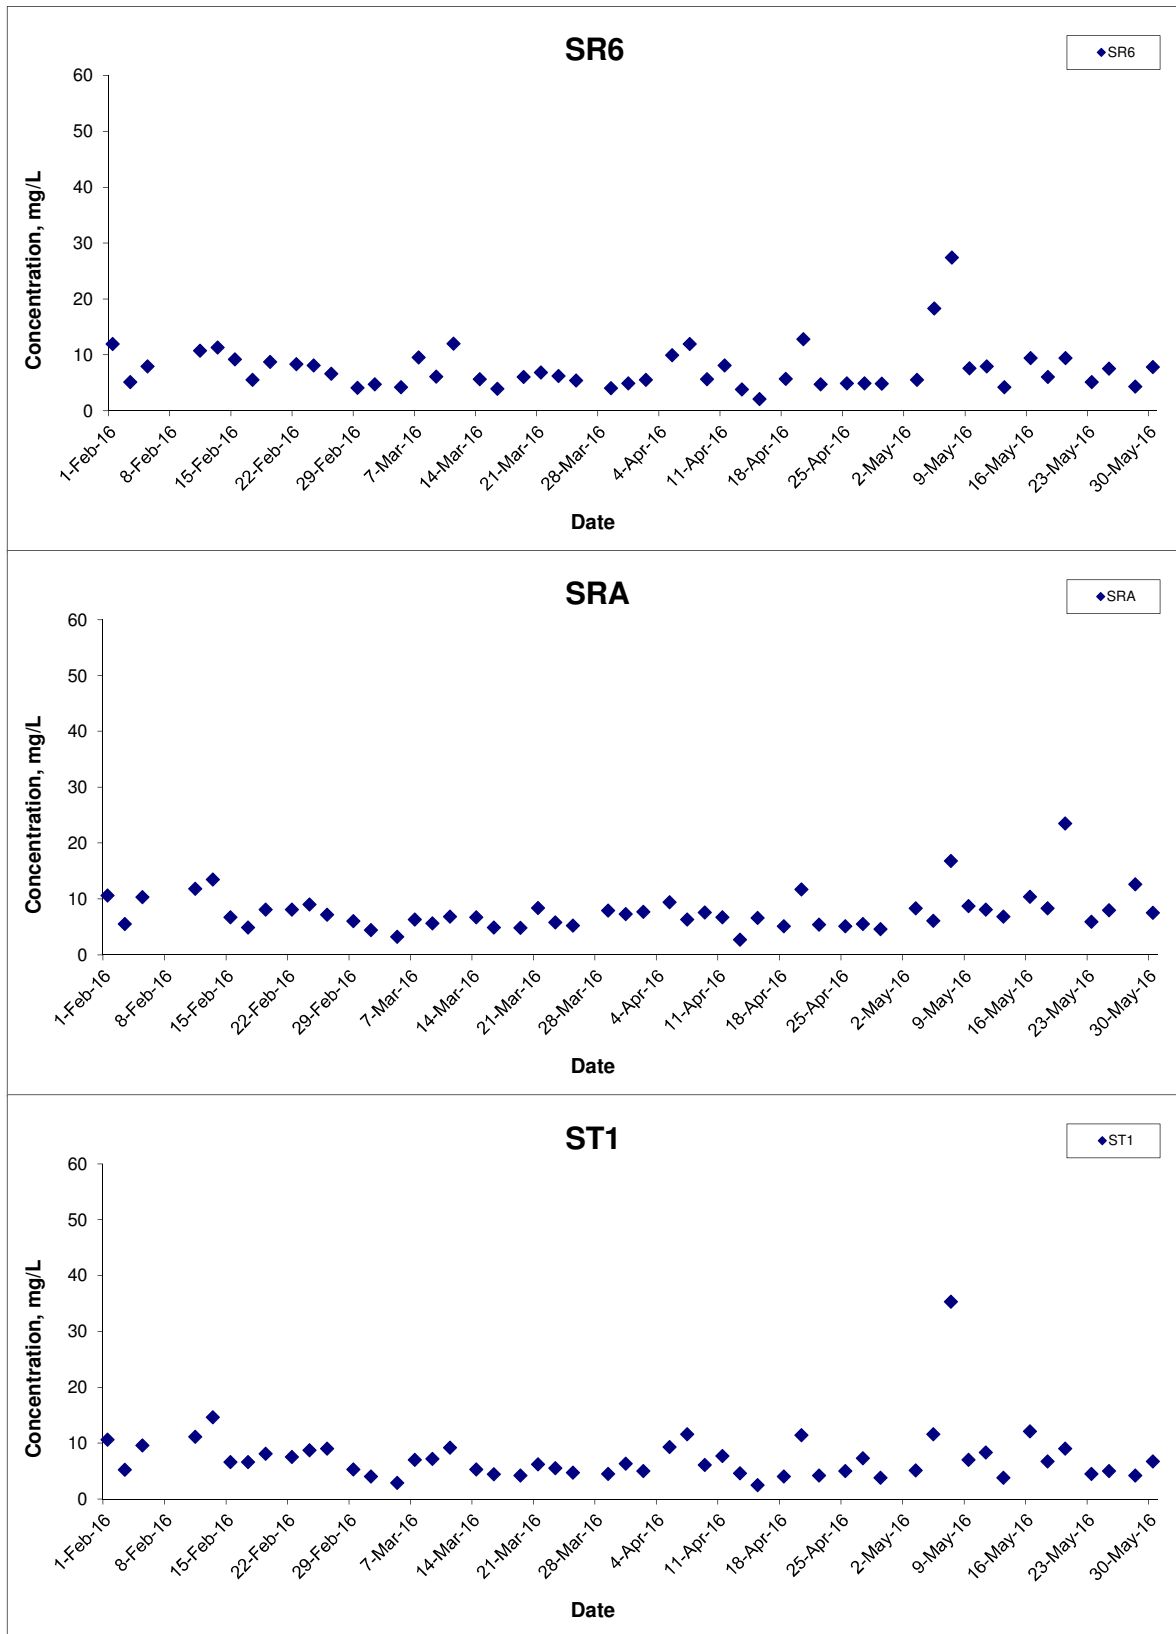 SR6
SR6
60
50
40
30
20
10
0
Concentration, mg/L
1-Feb-16
8-Feb-16
15-Feb-16
22-Feb-16
29-Feb-16
7-Mar-16
14-Mar-16
21-Mar-16
28-Mar-16
4-Apr-16
11-Apr-16
18-Apr-16
25-Apr-16
2-May-16
9-May-16
16-May-16
23-May-16
30-May-16
Date
SRA
SRA
60
50
40
30
20
10
0
Concentration, mg/L
1-Feb-16
8-Feb-16
15-Feb-16
22-Feb-16
29-Feb-16
7-Mar-16
14-Mar-16
21-Mar-16
28-Mar-16
4-Apr-16
11-Apr-16
18-Apr-16
25-Apr-16
2-May-16
9-May-16
16-May-16
23-May-16
30-May-16
Date
ST1
ST1
60
50
40
30
20
10
0
Concentration, mg/L
1-Feb-16
8-Feb-16
15-Feb-16
22-Feb-16
29-Feb-16
7-Mar-16
14-Mar-16
21-Mar-16
28-Mar-16
4-Apr-16
11-Apr-16
18-Apr-16
25-Apr-16
2-May-16
9-May-16
16-May-16
23-May-16
30-May-16
Date